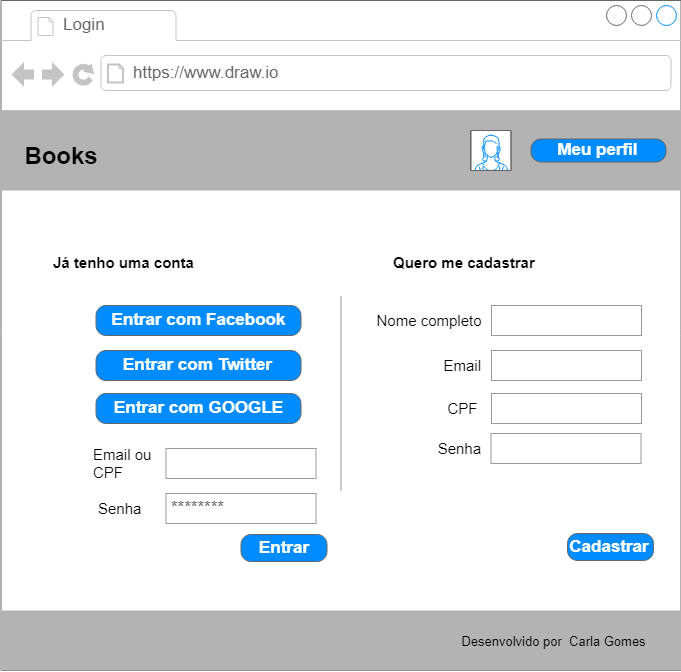 Login
https://www.draw.io
Books
Meu perfil
Já tenho uma conta
Entrar com Facebook
Entrar com Twitter
Entrar com GOOGLE
Email ou
CPF
Senha
********
Entrar
Quero me cadastrar
Nome completo
Email
CPF
Senha
Cadastrar
Desenvolvido por Carla Gomes